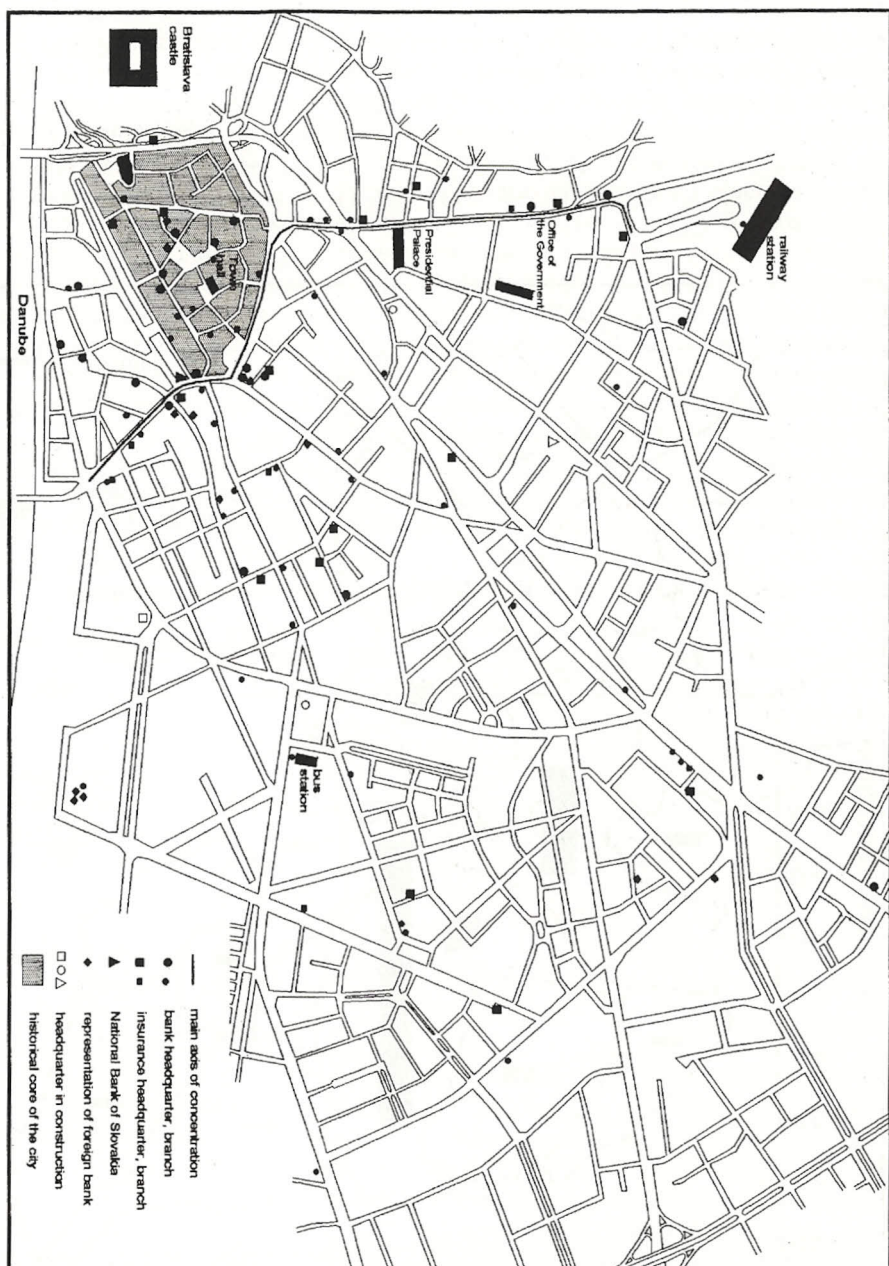 Bratislava
castle
railway
station
Office of
the Government
Presidential
Palace
Town
hall
Danube
bus
station
main axis of concentration
bank headquarter, branch
insurance headquarter, branch
National Bank of Slovakia
representation of foreign bank
headquarter in construction
historical core of the city